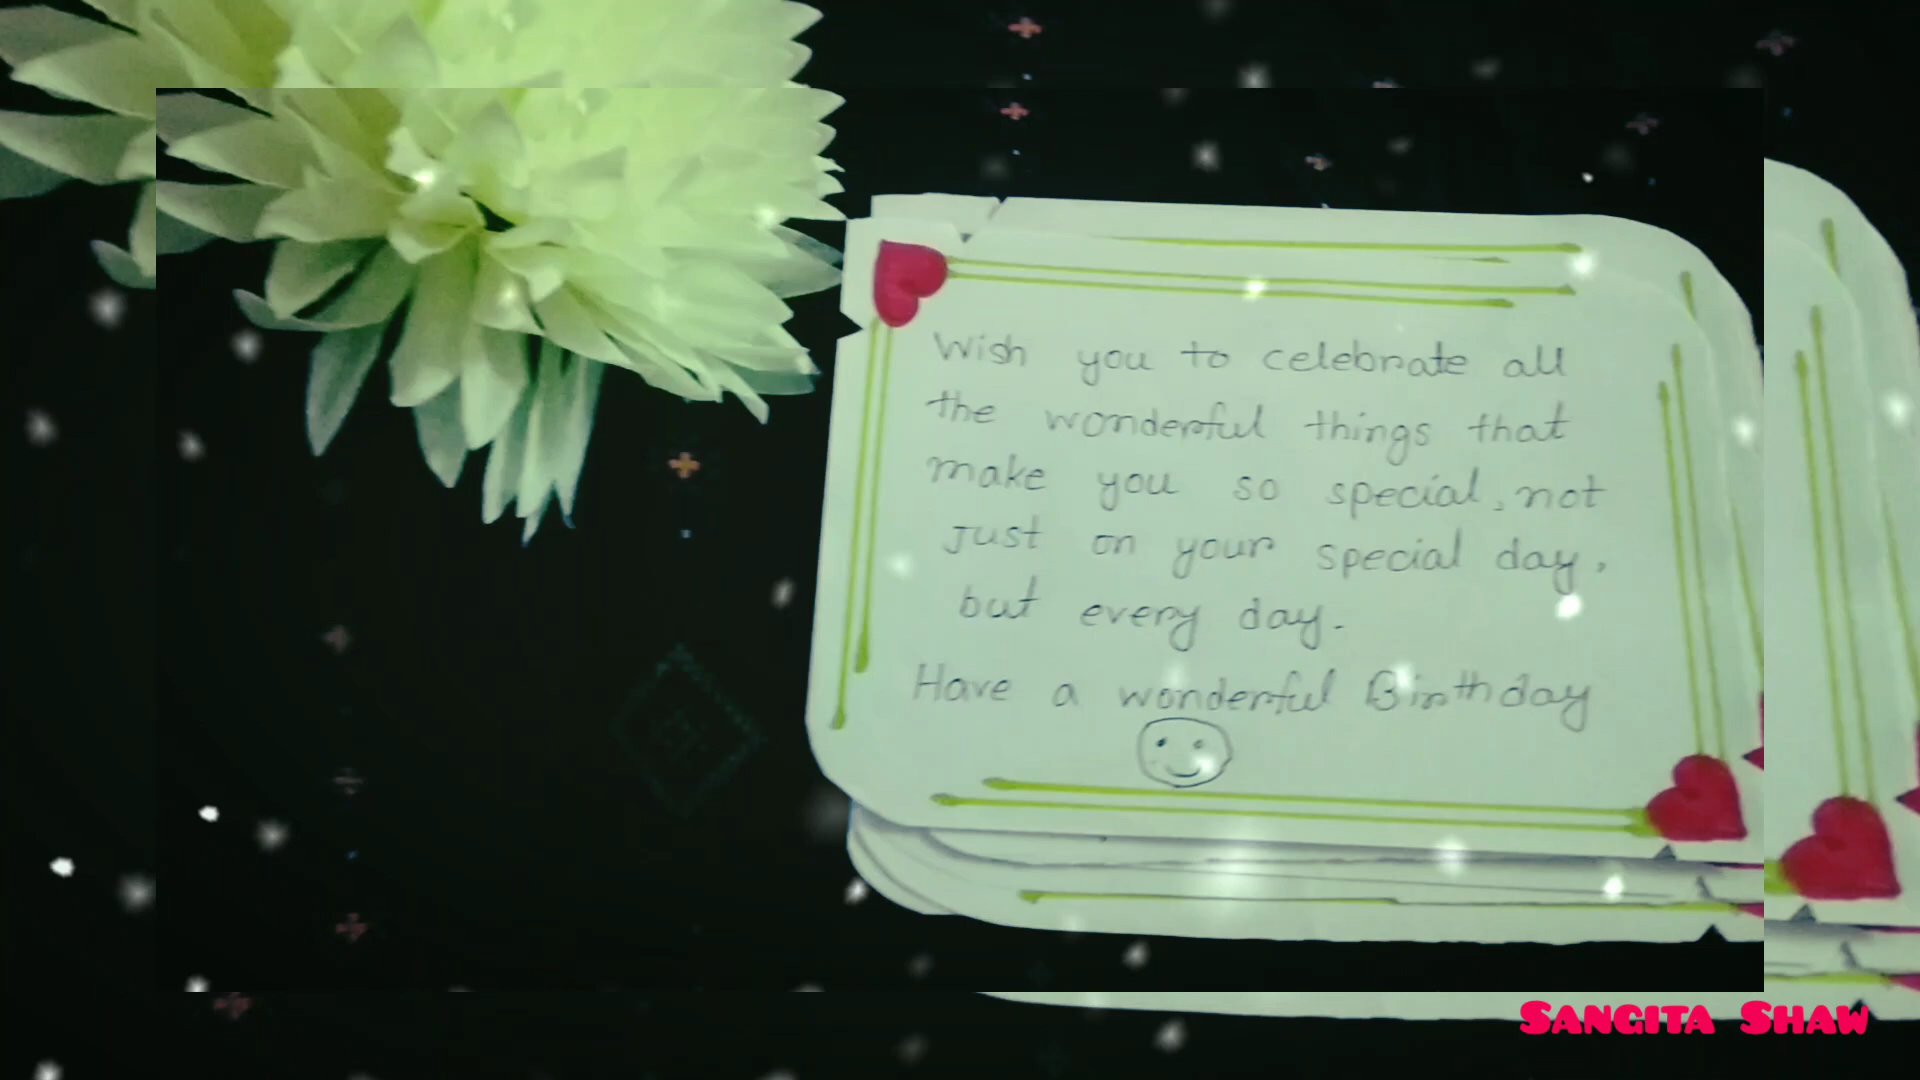 Wish you to celebrate all
the wonderful things that
make you so special, not
Just on your special day,
but every day.
Have a wonderful Birthday
SANGITA SHAW